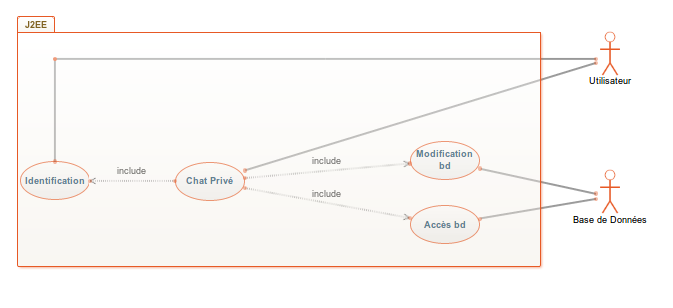 J2EE
Utilisateur
include
include
Modification
bd
Identification
Chat Privé
include
Accès bd
Base de Données